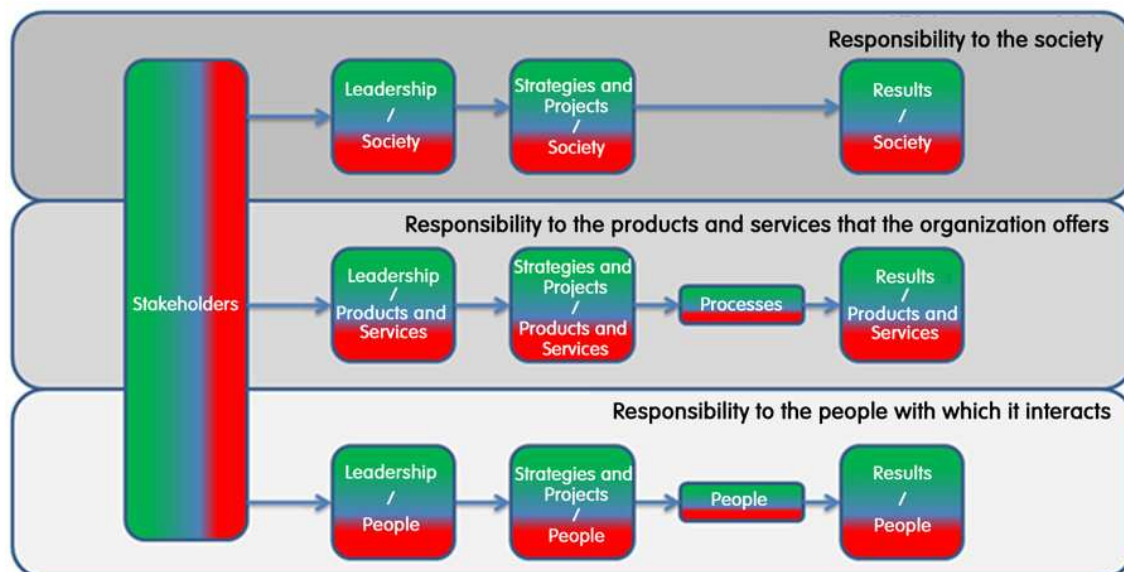 Responsibility to the society
Leadership
/
Society
Strategies and
Projects
/
Society
Results
/
Society
Stakeholders
Responsibility to the products and services that the organization offers
Leadership
/
Products and
Services
Strategies and
Projects
/
Products and
Services
Processes
Results
/
Products and
Services
Responsibility to the people with which it interacts
Leadership
/
People
Strategies and
Projects
/
People
People
Results
/
People